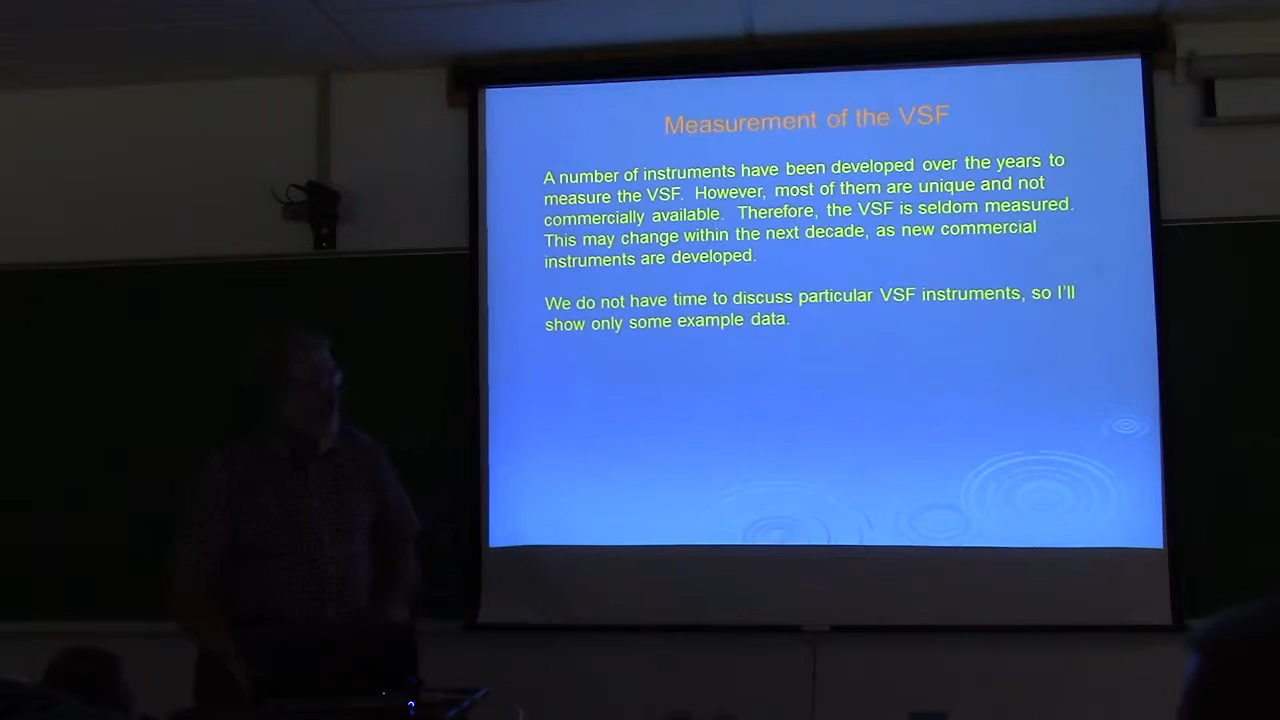 Measurement of the VSF
A number of instruments have been developed over the years to
measure the VSF. However, most of them are unique and not
commercially available. Therefore, the VSF is seldom measured.
This may change within the next decade, as new commercial
instruments are developed.
We do not have time to discuss particular VSF instruments, so I'll
show only some example data.